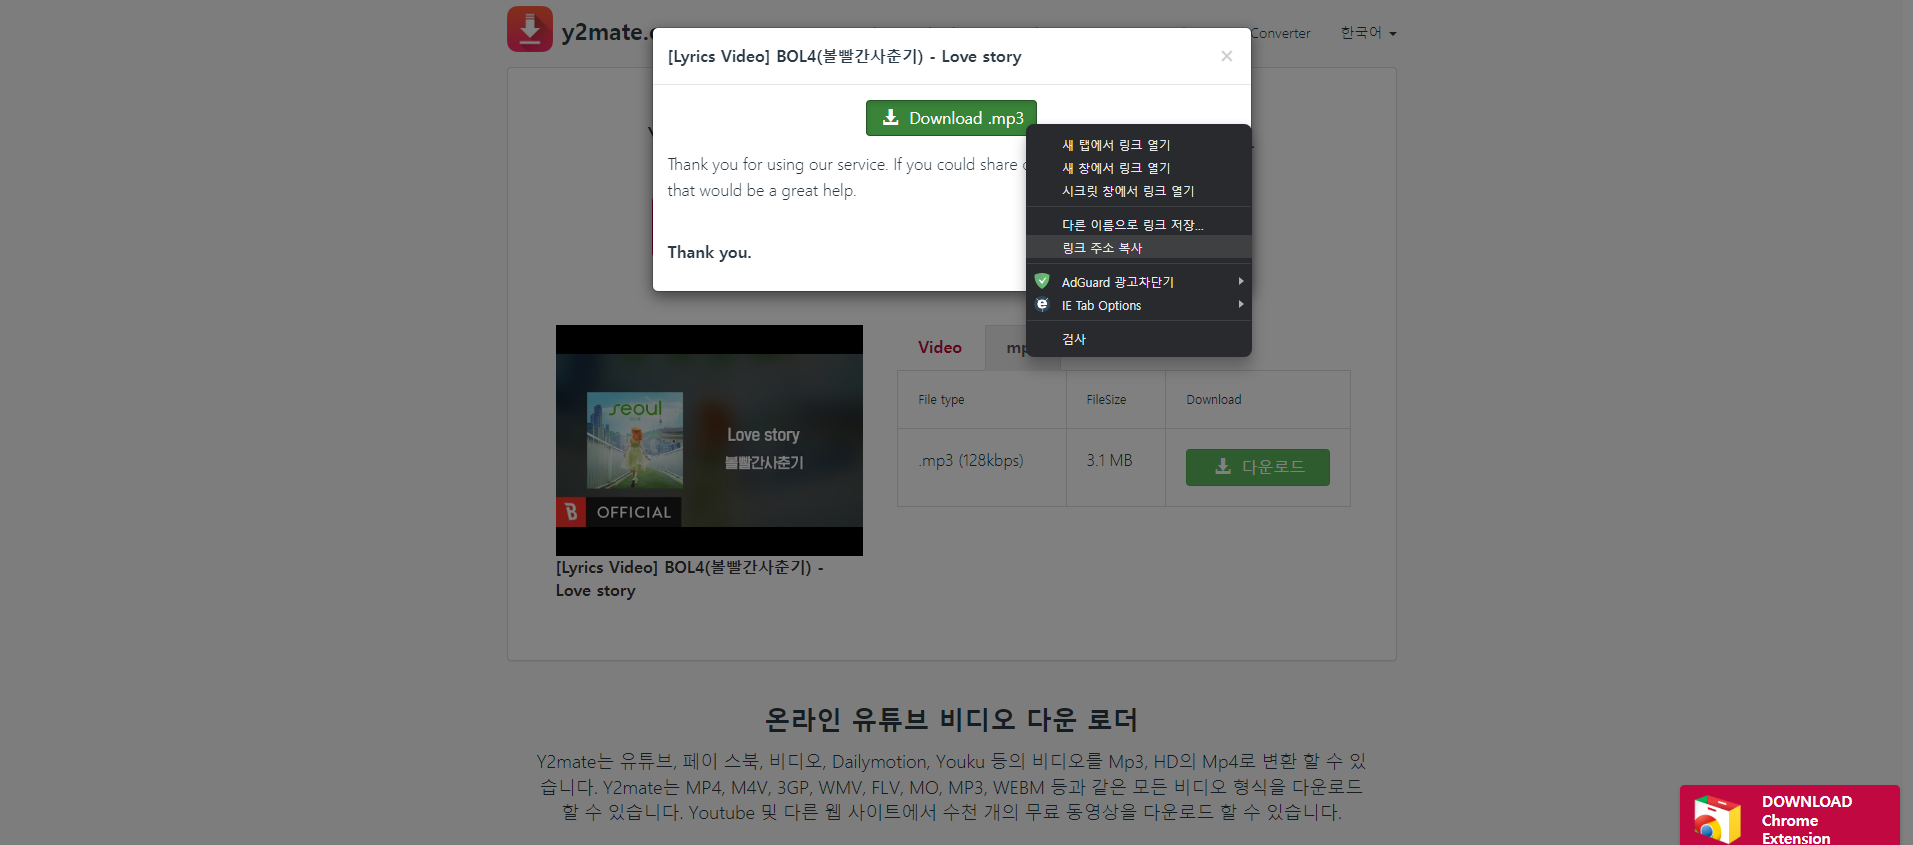 y2mate.
Converter
한국어
[Lyrics Video] BOL4(볼빨간사춘기) - Love story
×
Download .mp3
Thank you for using our service. If you could share
that would be a great help.
Thank you.
새 탭에서 링크 열기
새 창에서 링크 열기
시크릿 창에서 링크 열기
다른 이름으로 링크 저장...
링크 주소 복사
AdGuard 광고차단기
IE Tab Options
검사
seoul
Love story
볼빨간사춘기
B OFFICIAL
[Lyrics Video] BOL4(볼빨간사춘기) -
Love story
Video
File type FileSize Download
.mp3 (128kbps) 3.1 MB 다운로드
온라인 유튜브 비디오 다운 로더
Y2mate는 유튜브, 페이 스북, 비디오, Dailymotion, Youku 등의 비디오를 Mp3, HD의 Mp4로 변환 할 수 있
습니다. Y2mate는 MP4, M4V, 3GP, WMV, FLV, MO, MP3, WEBM 등과 같은 모든 비디오 형식을 다운로드
할 수 있습니다. Youtube 및 다른 웹 사이트에서 수천 개의 무료 동영상을 다운로드 할 수 있습니다.
DOWNLOAD
Chrome
Extension